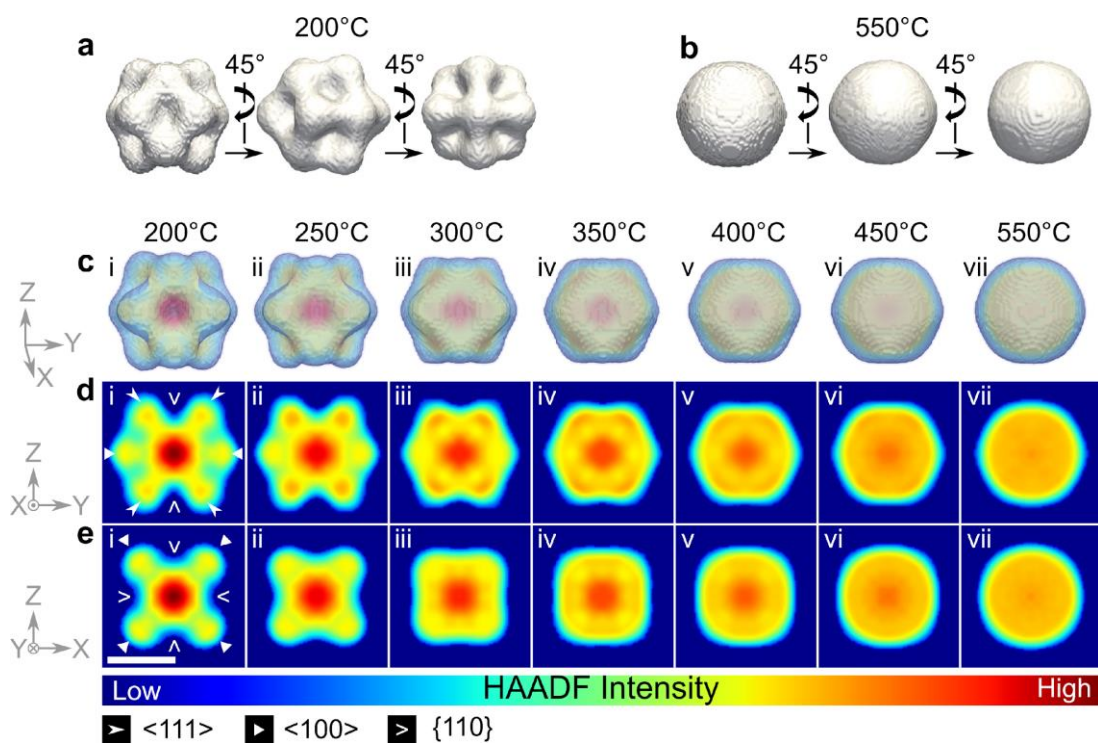 200°C
550°C
a
45°
45°
b
45°
45°
200°C 250°C 300°C 350°C 400°C 450°C 550°C
c
i ii iii iv v vi vii
Z
Y
X
d
i ii iii iv v vi vii
v
Z
X Y
v
e
i ii iii iv v vi vii
v
> <
Z
Y X
v
Low HAADF Intensity High
<111> <100> > {110}